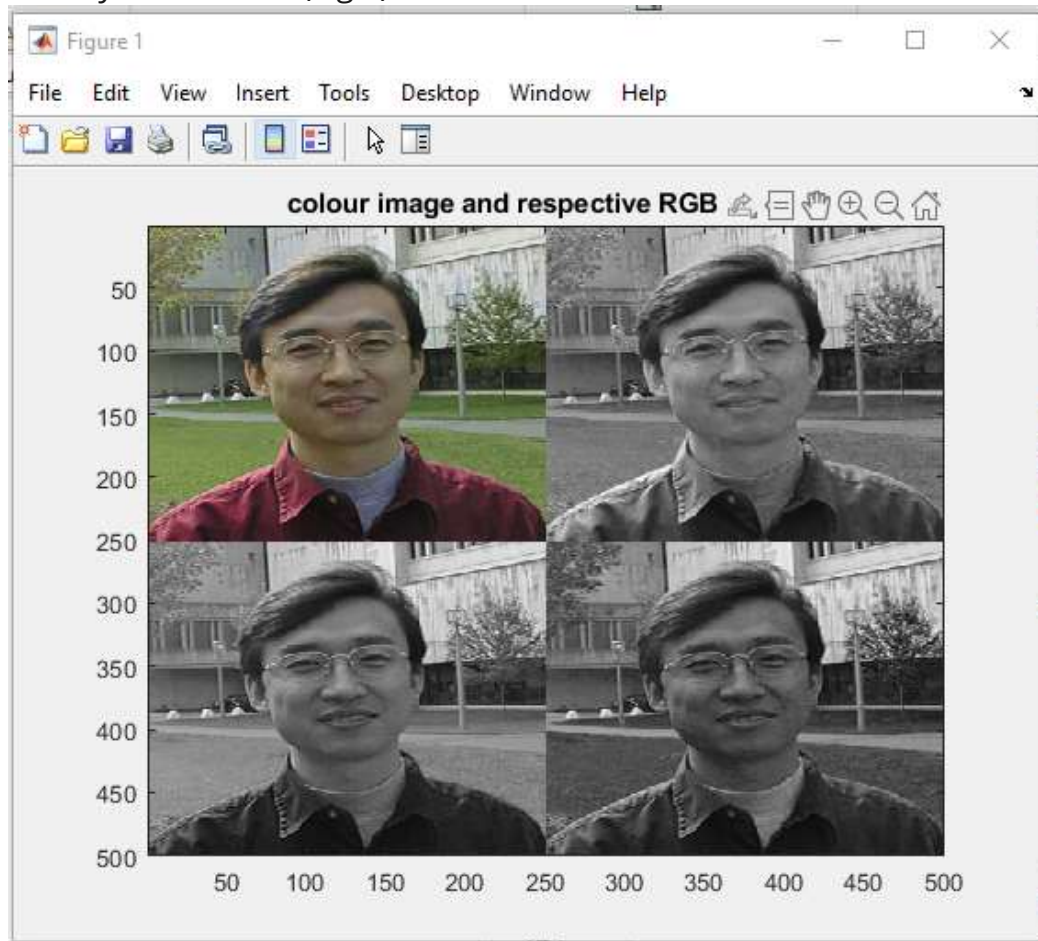 Figure 1
File Edit View Insert Tools Desktop Window Help
colour image and respective RGB
50
100
150
200
250
300
350
400
450
500
50 100 150 200 250 300 350 400 450 500